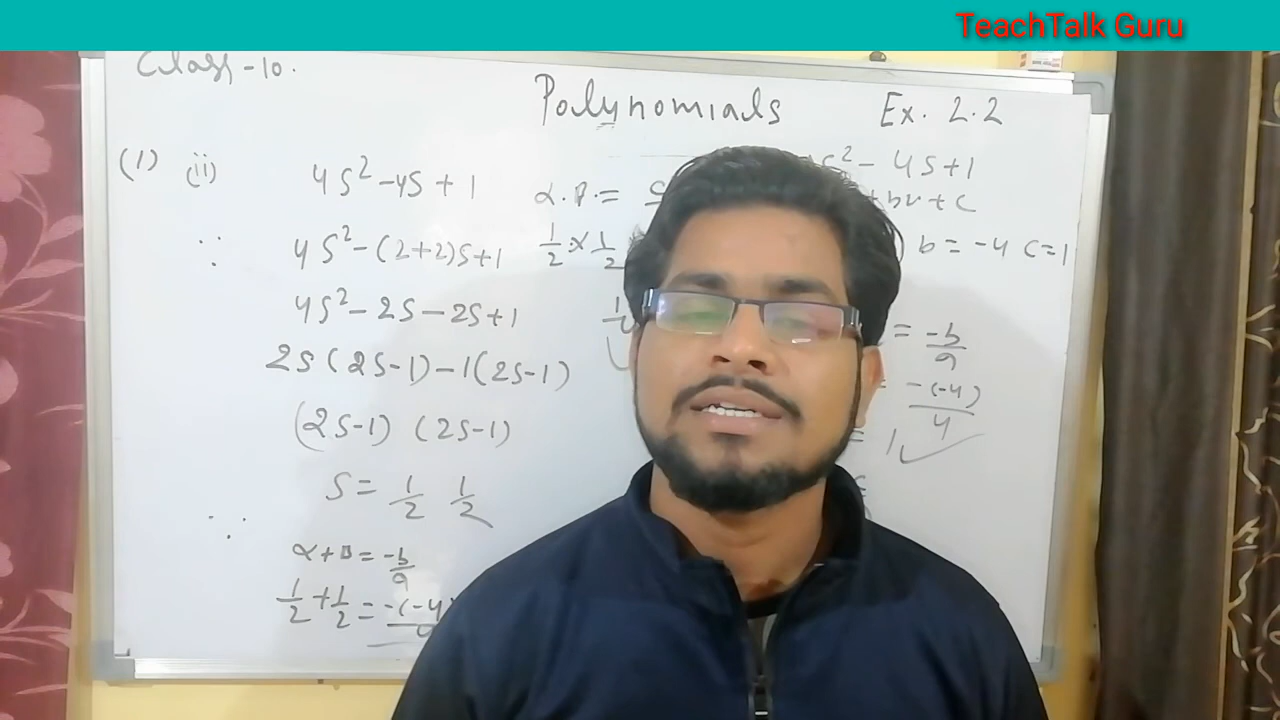 TeachTalk Guru
Class-10.
Polynomials Ex. 2.2
(1) (ii) 4S²-4S+1
∵ 4S²-(2+2)S+1
4S²-2S-2S+1
2S(2S-1)-1(2S-1)
(2S-1) (2S-1)
S = 1/2 1/2
∵
α+β = -b/a
1/2+1/2 = -(-4)
α.β. =
1/2 × 1/2
S² - 4S+1
+bx+c
b = -4 c=1
= -b/a
-(-4)/4
= 1